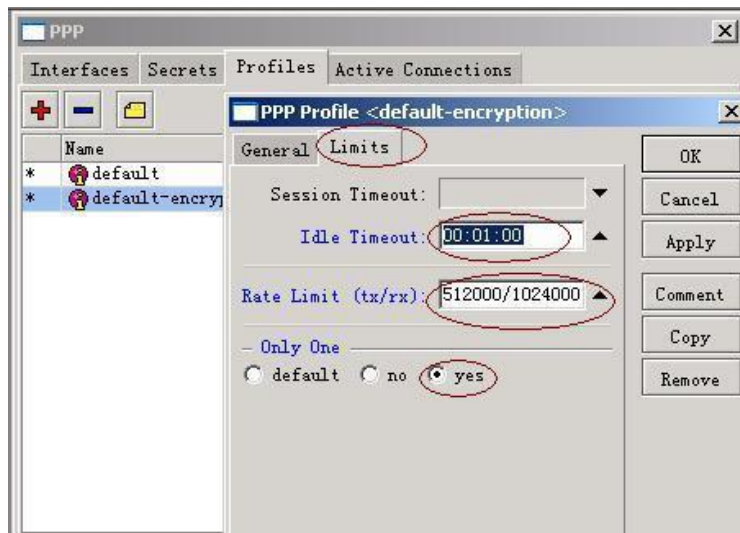 PPP
Interfaces Secrets Profiles Active Connections
PPP Profile <default-encryption>
Name
* default
* default-encryp
General Limits
Session Timeout:
Idle Timeout: 00:01:00
Rate Limit (tx/rx): 512000/1024000
Only One
default no yes
OK
Cancel
Apply
Comment
Copy
Remove